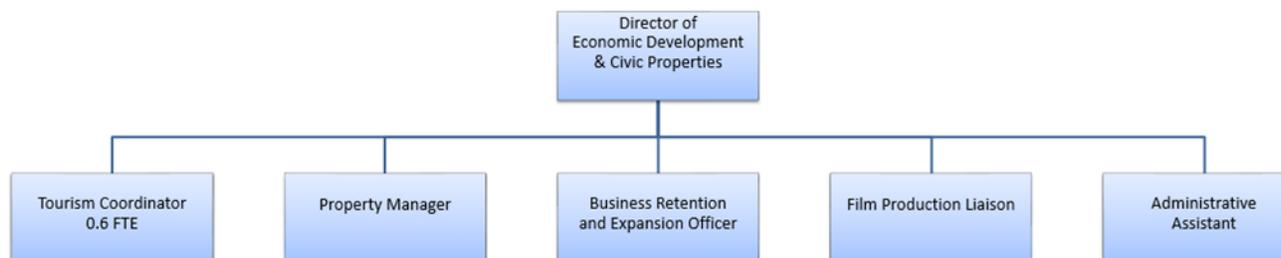 Director of
Economic Development
& Civic Properties
Tourism Coordinator
0.6 FTE
Property Manager
Business Retention
and Expansion Officer
Film Production Liaison
Administrative
Assistant